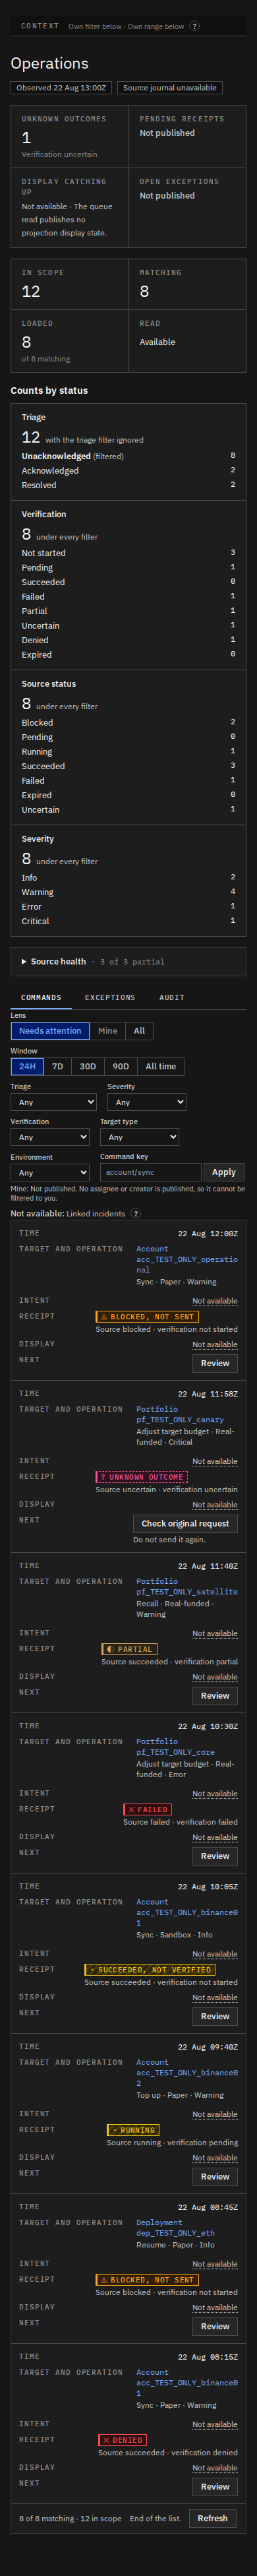 CONTEXT Own filter below · Own range below ?
Operations
Observed 22 Aug 13:00Z Source journal unavailable
UNKNOWN OUTCOMES
1
Verification uncertain
PENDING RECEIPTS
Not published
DISPLAY CATCHING
UP
Not available · The queue
read publishes no
projection display state.
OPEN EXCEPTIONS
Not published
IN SCOPE
12
MATCHING
8
LOADED
8
of 8 matching
READ
Available
Counts by status
Triage
12 with the triage filter ignored
Unacknowledged (filtered) 8
Acknowledged 2
Resolved 2
Verification
8 under every filter
Not started 3
Pending 1
Succeeded 0
Failed 1
Partial 1
Uncertain 1
Denied 1
Expired 0
Source status
8 under every filter
Blocked 2
Pending 0
Running 1
Succeeded 3
Failed 1
Expired 0
Uncertain 1
Severity
8 under every filter
Info 2
Warning 4
Error 1
Critical 1
▶ Source health · 3 of 3 partial
COMMANDS EXCEPTIONS AUDIT
Lens
Needs attention Mine All
Window
24H 7D 30D 90D All time
Triage Severity
Any Any
Verification Target type
Any Any
Environment Command key
Any account/sync Apply
Mine: Not published. No assignee or creator is published, so it cannot be
filtered to you.
Not available: Linked incidents ?
TIME 22 Aug 12:00Z
TARGET AND OPERATION Account
acc_TEST_ONLY_operatio
nal
Sync · Paper · Warning
INTENT Not available
RECEIPT ⚠ BLOCKED, NOT SENT
Source blocked · verification not started
DISPLAY Not available
NEXT Review
TIME 22 Aug 11:58Z
TARGET AND OPERATION Portfolio
pf_TEST_ONLY_canary
Adjust target budget · Real-
funded · Critical
INTENT Not available
RECEIPT ? UNKNOWN OUTCOME
Source uncertain · verification uncertain
DISPLAY Not available
NEXT Check original request
Do not send it again.
TIME 22 Aug 11:40Z
TARGET AND OPERATION Portfolio
pf_TEST_ONLY_satellite
Recall · Real-funded ·
Warning
INTENT Not available
RECEIPT ◐ PARTIAL
Source succeeded · verification partial
DISPLAY Not available
NEXT Review
TIME 22 Aug 10:30Z
TARGET AND OPERATION Portfolio
pf_TEST_ONLY_core
Adjust target budget · Real-
funded · Error
INTENT Not available
RECEIPT ✕ FAILED
Source failed · verification failed
DISPLAY Not available
NEXT Review
TIME 22 Aug 10:05Z
TARGET AND OPERATION Account
acc_TEST_ONLY_binance0
1
Sync · Sandbox · Info
INTENT Not available
RECEIPT SUCCEEDED, NOT VERIFIED
Source succeeded · verification not started
DISPLAY Not available
NEXT Review
TIME 22 Aug 09:40Z
TARGET AND OPERATION Account
acc_TEST_ONLY_binance0
2
Top up · Paper · Warning
INTENT Not available
RECEIPT RUNNING
Source running · verification pending
DISPLAY Not available
NEXT Review
TIME 22 Aug 08:45Z
TARGET AND OPERATION Deployment
dep_TEST_ONLY_eth
Resume · Paper · Info
INTENT Not available
RECEIPT ⚠ BLOCKED, NOT SENT
Source blocked · verification not started
DISPLAY Not available
NEXT Review
TIME 22 Aug 08:15Z
TARGET AND OPERATION Account
acc_TEST_ONLY_binance0
1
Sync · Paper · Warning
INTENT Not available
RECEIPT ✕ DENIED
Source succeeded · verification denied
DISPLAY Not available
NEXT Review
8 of 8 matching · 12 in scope End of the list. Refresh